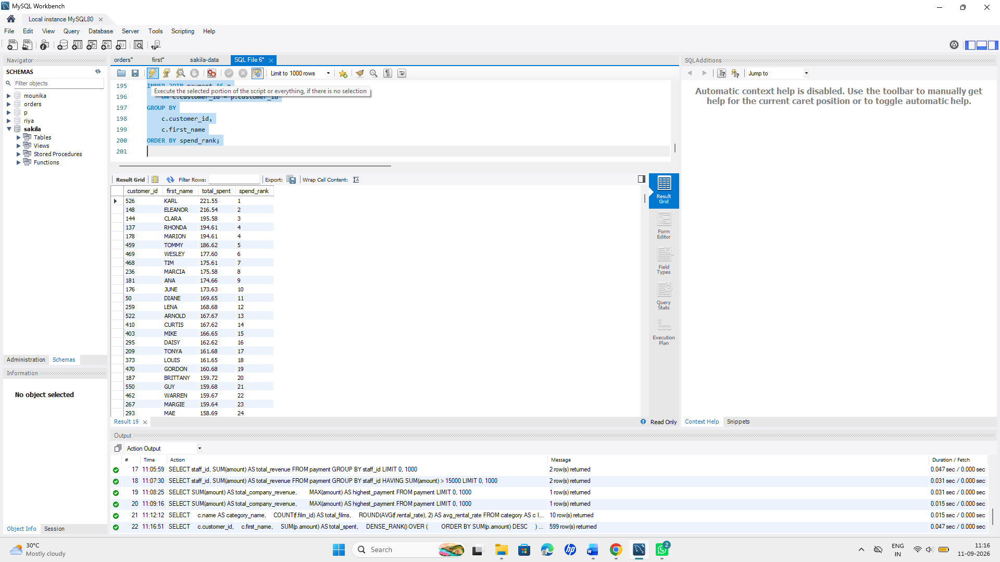 MySQL Workbench
Local instance MySQL80
File Edit View Query Database Server Tools Scripting Help
Navigator
SCHEMAS
Filter objects
mounika
orders
p
riya
sakila
Tables
Views
Stored Procedures
Functions
Administration Schemas
Information
No object selected
Object Info Session
orders* first* sakila-data SQL File 6*
Limit to 1000 rows
195 INNER JOIN payment AS p
Execute the selected portion of the script or everything, if there is no selection
196 ON c.customer_id = p.customer_id
197 GROUP BY
198 c.customer_id,
199 c.first_name
200 ORDER BY spend_rank;
201
Result Grid Filter Rows: Export: Wrap Cell Content:
customer_id first_name total_spent spend_rank
526 KARL 221.55 1
148 ELEANOR 216.54 2
144 CLARA 195.58 3
137 RHONDA 194.61 4
178 MARION 194.61 4
459 TOMMY 186.62 5
469 WESLEY 177.60 6
468 TIM 175.61 7
236 MARCIA 175.58 8
181 ANA 174.66 9
176 JUNE 173.63 10
50 DIANE 169.65 11
259 LENA 168.68 12
522 ARNOLD 167.67 13
410 CURTIS 167.62 14
403 MIKE 166.65 15
295 DAISY 162.62 16
209 TONYA 161.68 17
373 LOUIS 161.65 18
470 GORDON 160.68 19
187 BRITTANY 159.72 20
550 GUY 159.68 21
462 WARREN 159.67 22
267 MARGIE 159.64 23
293 MAE 158.69 24
Result Grid
Form Editor
Field Types
Query Stats
Execution Plan
Result 19
Read Only
SQLAdditions
Jump to
Automatic context help is disabled. Use the toolbar to manually get
help for the current caret position or to toggle automatic help.
Context Help Snippets
Output
Action Output
# Time Action Message Duration / Fetch
17 11:05:59 SELECT staff_id, SUM(amount) AS total_revenue FROM payment GROUP BY staff_id LIMIT 0, 1000 2 row(s) returned 0.047 sec / 0.000 sec
18 11:07:30 SELECT staff_id, SUM(amount) AS total_revenue FROM payment GROUP BY staff_id HAVING SUM(amount) > 15000 LIMIT 0, 1000 2 row(s) returned 0.031 sec / 0.000 sec
19 11:08:25 SELECT SUM(amount) AS total_company_revenue, MAX(amount) AS highest_payment FROM payment LIMIT 0, 1000 1 row(s) returned 0.031 sec / 0.000 sec
20 11:09:16 SELECT SUM(amount) AS total_company_revenue, MAX(amount) AS highest_payment FROM payment LIMIT 0, 1000 1 row(s) returned 0.015 sec / 0.000 sec
21 11:12:12 SELECT c.name AS category_name, COUNT(f.film_id) AS total_films, ROUND(AVG(f.rental_rate), 2) AS avg_rental_rate FROM category AS c I... 10 row(s) returned 0.015 sec / 0.000 sec
22 11:16:51 SELECT c.customer_id, c.first_name, SUM(p.amount) AS total_spent, DENSE_RANK() OVER ( ORDER BY SUM(p.amount) DESC ) ... 599 row(s) returned 0.047 sec / 0.000 sec
30°C
Mostly cloudy
Search
2
ENG
IN
11:16
11-09-2026